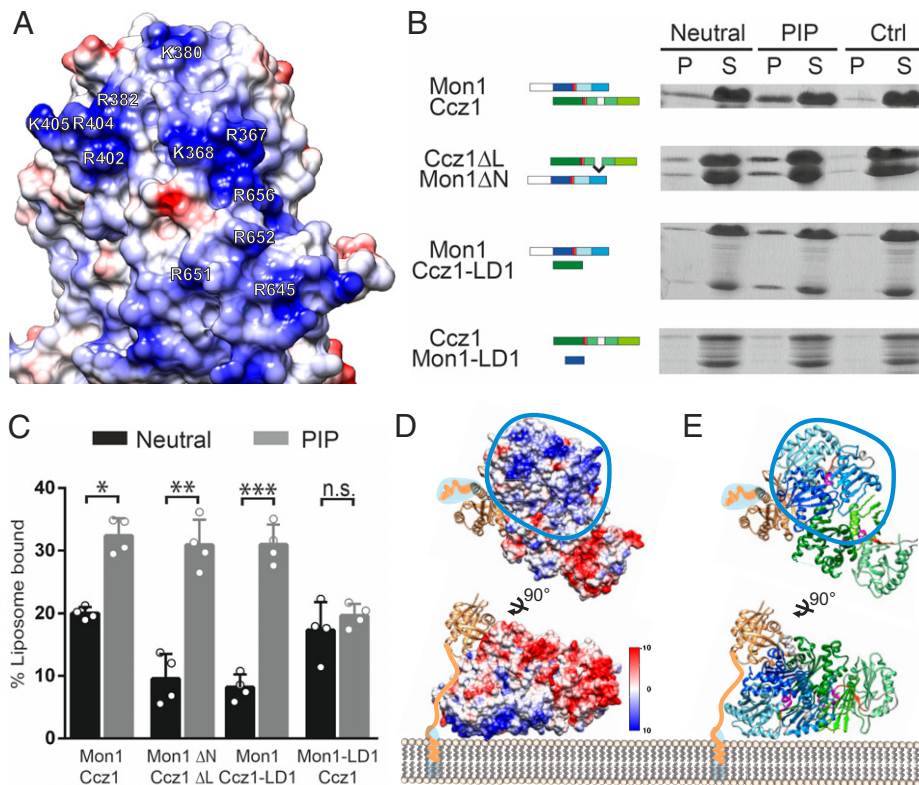 A
K380
R382
K405
R404
R367
K368
R402
R656
R652
R651
R645
B
Neutral PIP Ctrl
P S P S P S
Mon1
Ccz1
Ccz1ΔL
Mon1ΔN
Mon1
Ccz1-LD1
Ccz1
Mon1-LD1
C
Neutral PIP
% Liposome bound
40
30
20
10
0
* ** *** n.s.
Mon1 Mon1 ΔN Mon1 Mon1-LD1
Ccz1 Ccz1 ΔL Ccz1-LD1 Ccz1
D
90°
-10
0
10
E
90°